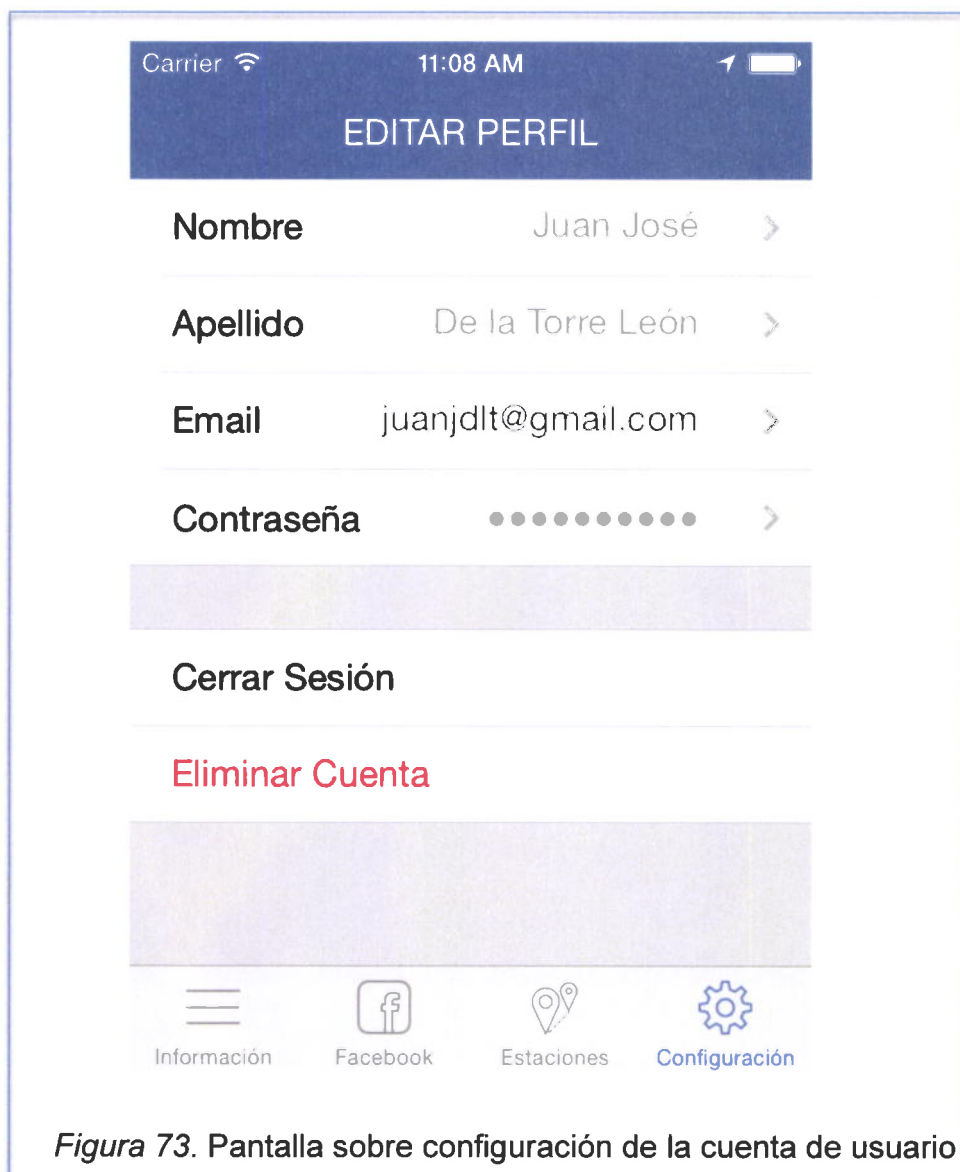 Carrier 11:08 AM
EDITAR PERFIL
Nombre Juan José >
Apellido De la Torre León >
Email juanjdlt@gmail.com >
Contraseña •••••••••• >
Cerrar Sesión
Eliminar Cuenta
Información Facebook Estaciones Configuración
Figura 73. Pantalla sobre configuración de la cuenta de usuario